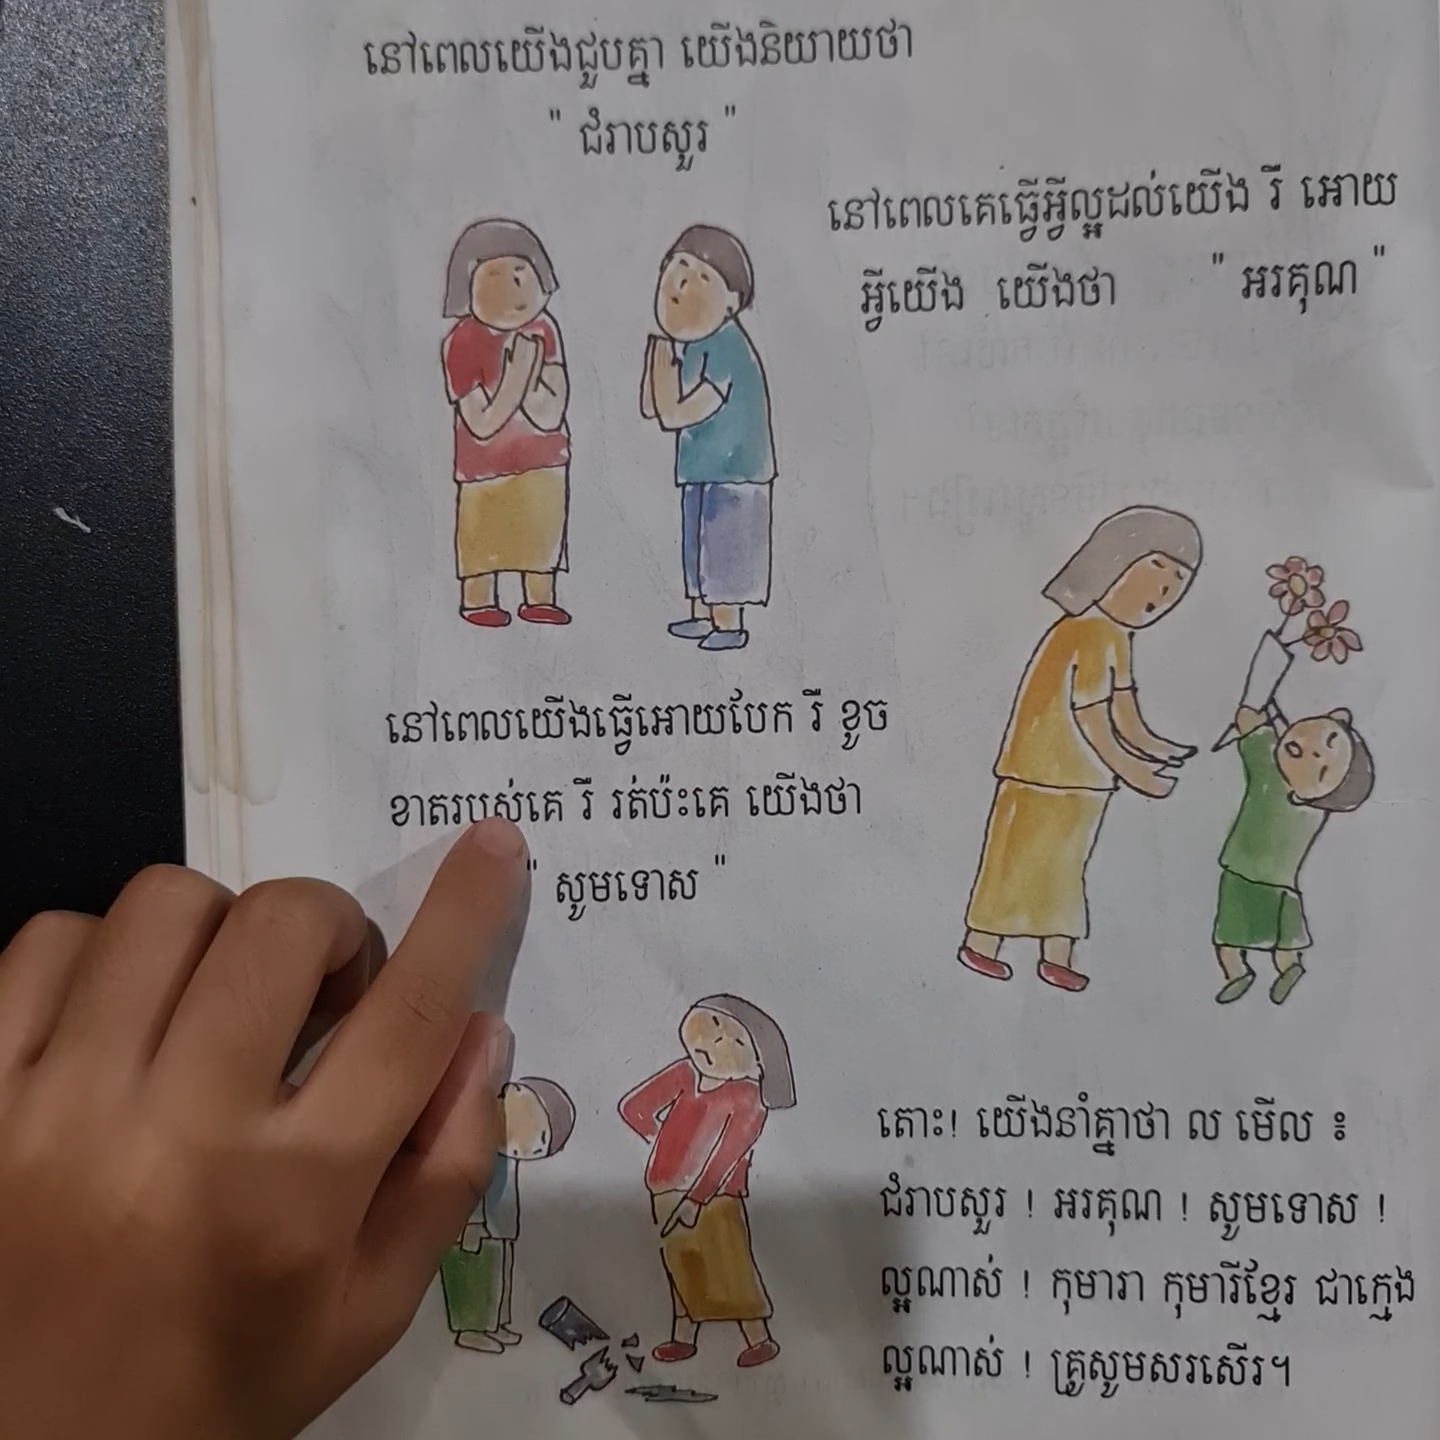 នៅពេលយើងជួបគ្នា យើងនិយាយថា
" ជំរាបសួរ "
នៅពេលគេធ្វើអ្វីល្អដល់យើង រឺ អោយ
អ្វីយើង យើងថា " អរគុណ "
នៅពេលយើងធ្វើអោយបែក រឺ ខូច
ខាតរបស់គេ រឺ រត់ប៉ះគេ យើងថា
" សូមទោស "
តោះ! យើងនាំគ្នាថា ល មើល ៖
ជំរាបសួរ ! អរគុណ ! សូមទោស !
ល្អណាស់ ! កុមារា កុមារីខ្មែរ ជាក្មេង
ល្អណាស់ ! គ្រូសូមសរសើរ។